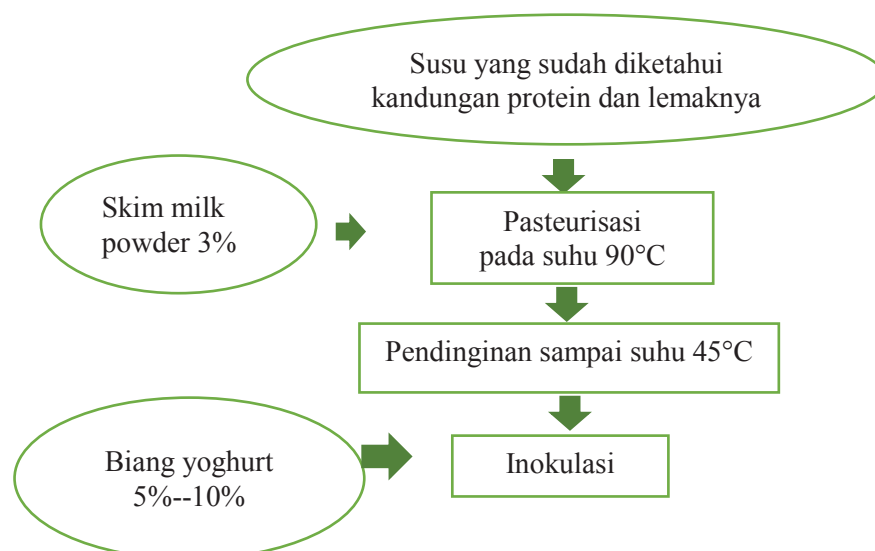 Susu yang sudah diketahui
kandungan protein dan lemaknya
Skim milk
powder 3%
Pasteurisasi
pada suhu 90°C
Pendinginan sampai suhu 45°C
Biang yoghurt
5%--10%
Inokulasi